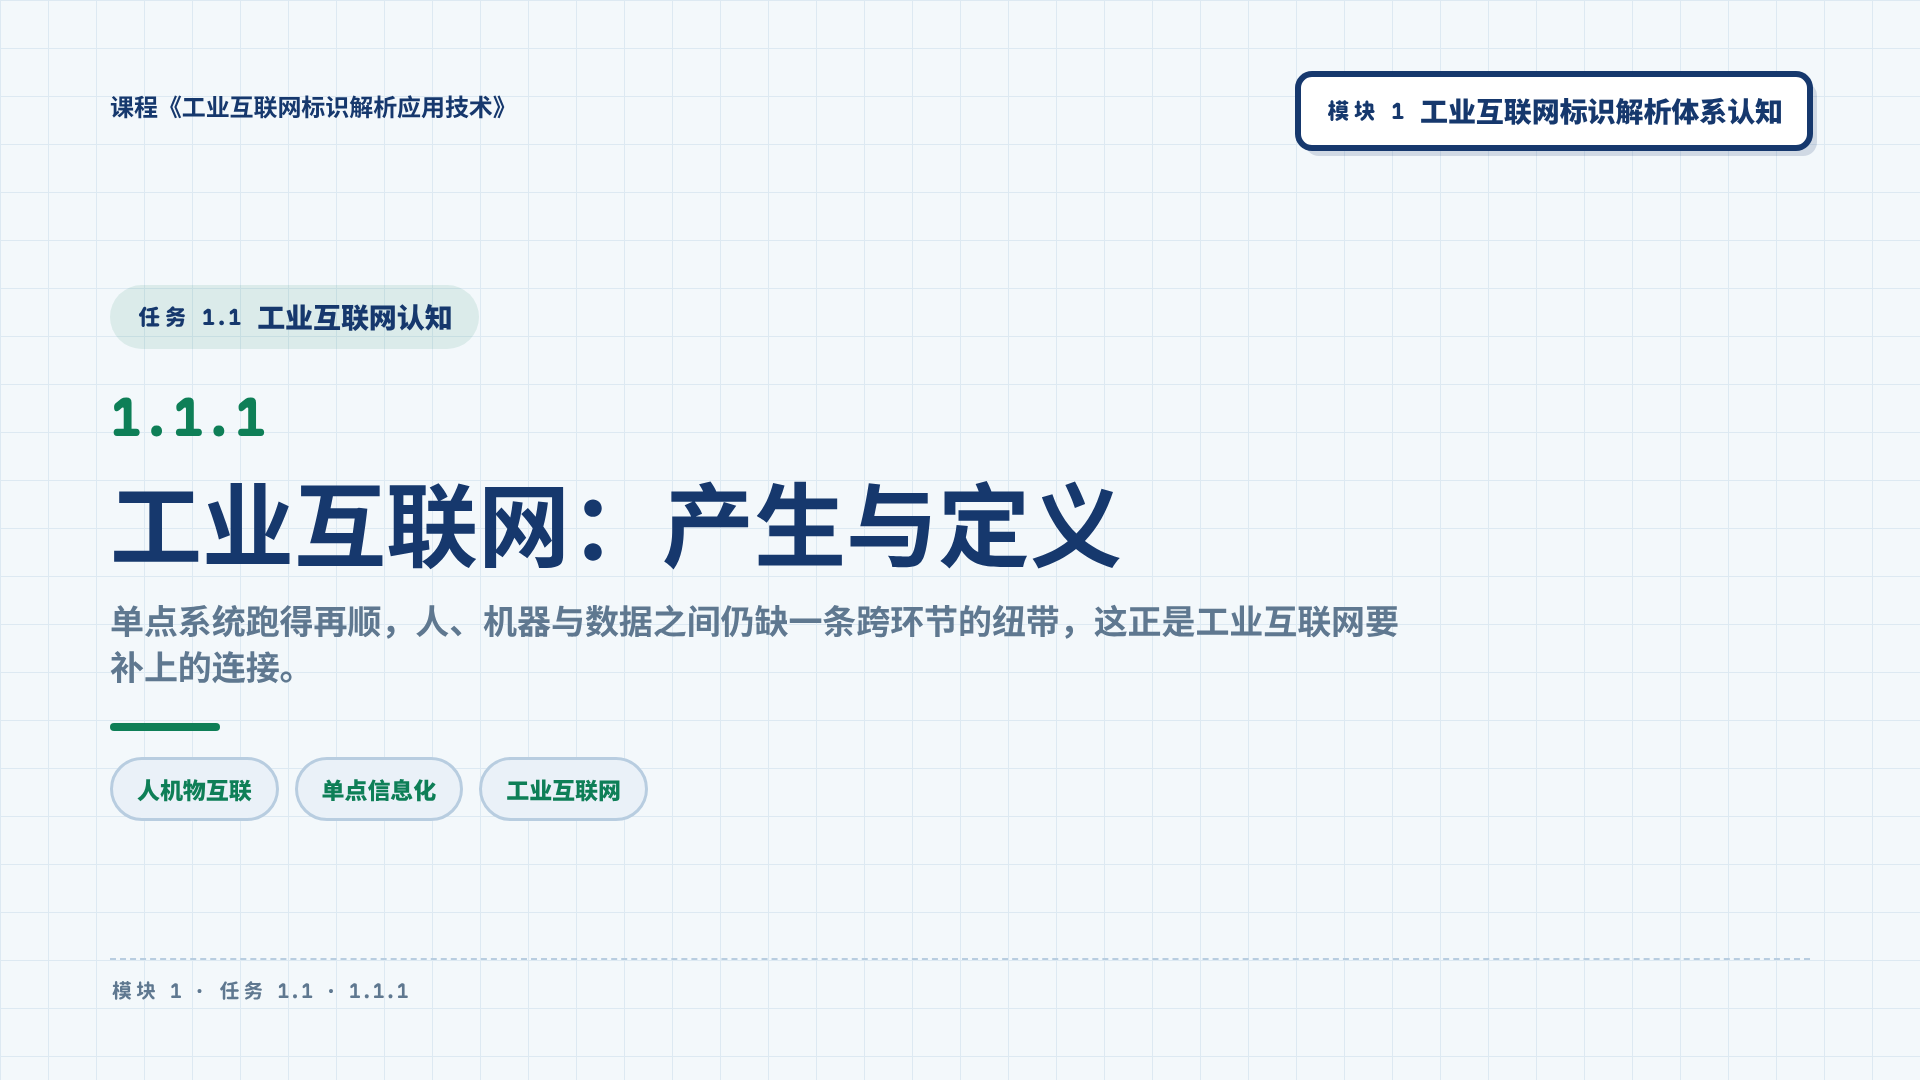 课程《工业互联网标识解析应用技术》
模块 1 工业互联网标识解析体系认知
任务 1.1 工业互联网认知
1.1.1
工业互联网：产生与定义
单点系统跑得再顺，人、机器与数据之间仍缺一条跨环节的纽带，这正是工业互联网要
补上的连接。
人机物互联
单点信息化
工业互联网
模块 1 · 任务 1.1 · 1.1.1